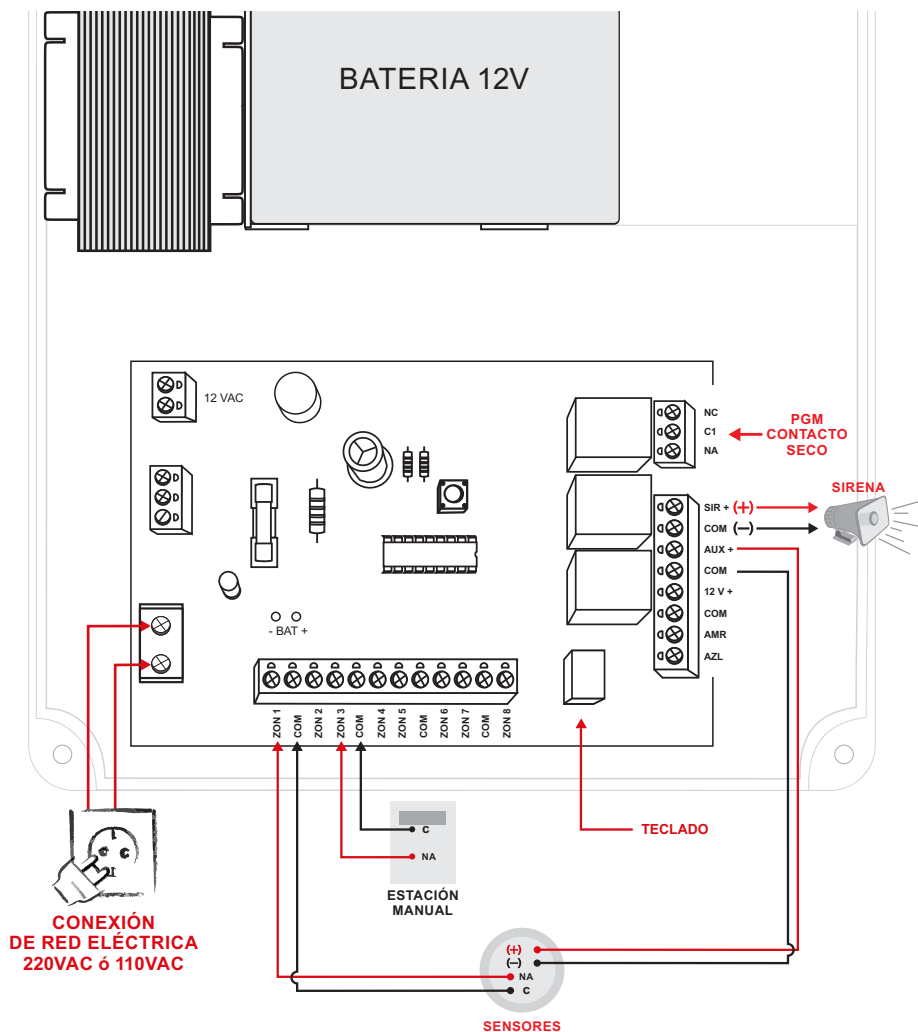 BATERIA 12V
12 VAC
NC
C1
NA
PGM
CONTACTO
SECO
SIRENA
SIR + (+)
COM (−)
AUX +
COM
12 V +
COM
AMR
AZL
- BAT +
ZON 1
COM
ZON 2
ZON 3
COM
ZON 4
ZON 5
COM
ZON 6
ZON 7
COM
ZON 8
C
NA
ESTACIÓN
MANUAL
TECLADO
CONEXIÓN
DE RED ELÉCTRICA
220VAC ó 110VAC
(+)
(−)
NA
C
SENSORES